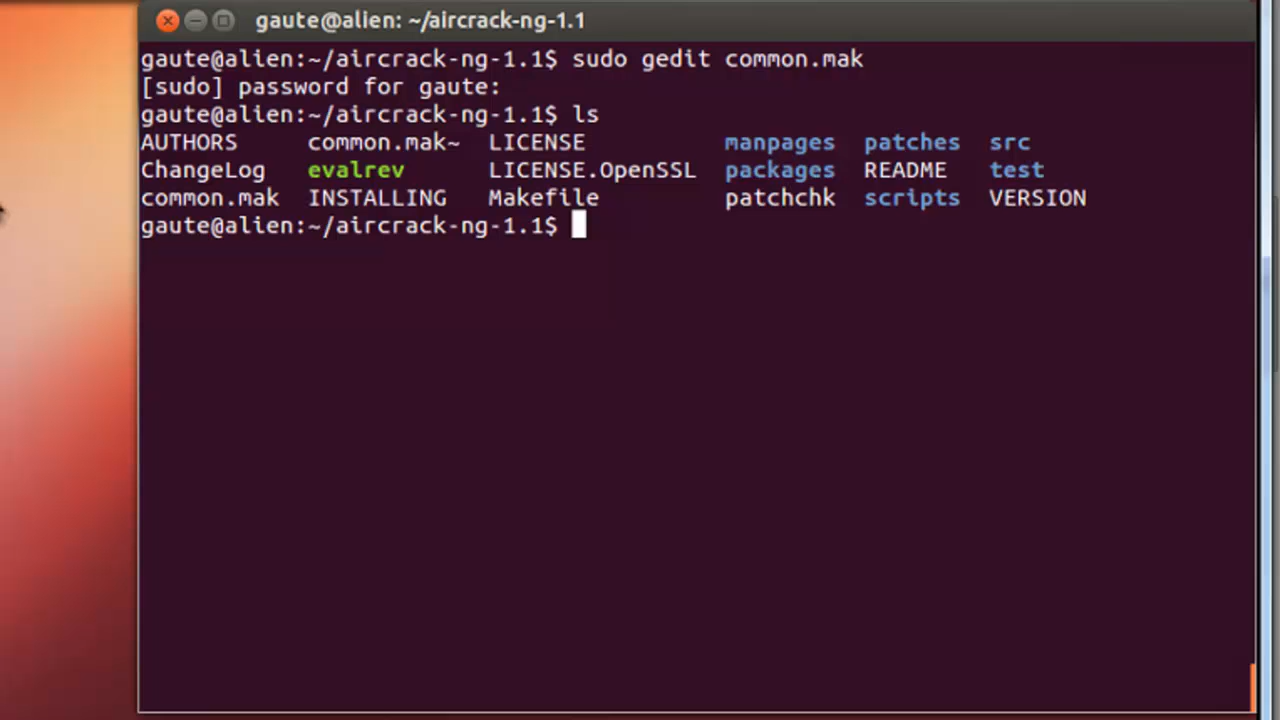 gaute@alien: ~/aircrack-ng-1.1
gaute@alien:~/aircrack-ng-1.1$ sudo gedit common.mak
[sudo] password for gaute:
gaute@alien:~/aircrack-ng-1.1$ ls
AUTHORS common.mak~ LICENSE manpages patches src
ChangeLog evalrev LICENSE.OpenSSL packages README test
common.mak INSTALLING Makefile patchchk scripts VERSION
gaute@alien:~/aircrack-ng-1.1$